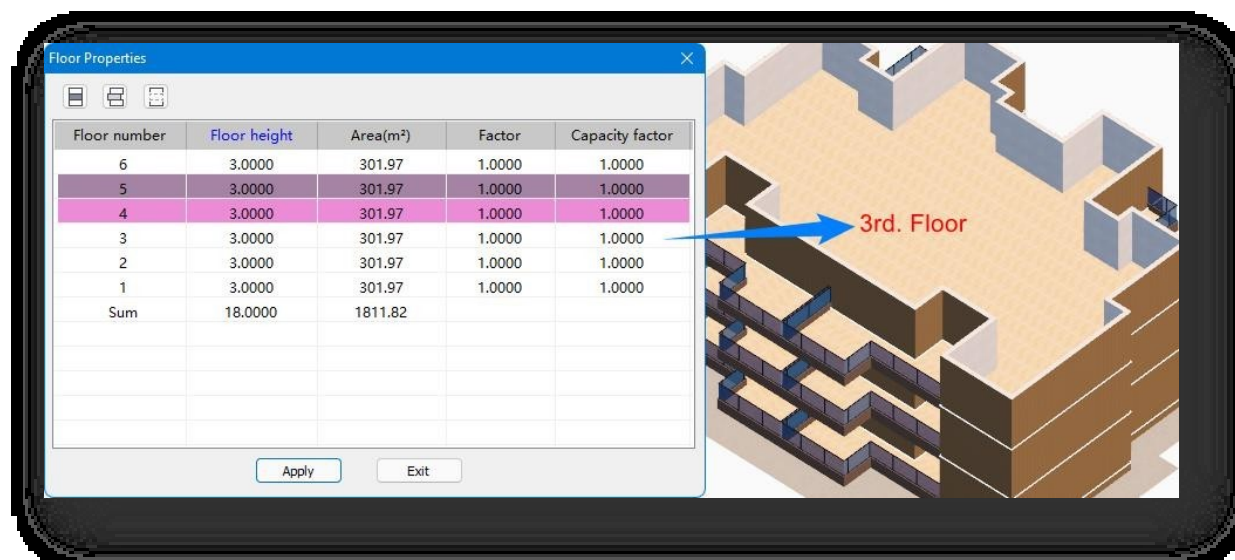 Floor Properties
Floor number Floor height Area(m²) Factor Capacity factor
6 3.0000 301.97 1.0000 1.0000
5 3.0000 301.97 1.0000 1.0000
4 3.0000 301.97 1.0000 1.0000
3 3.0000 301.97 1.0000 1.0000
2 3.0000 301.97 1.0000 1.0000
1 3.0000 301.97 1.0000 1.0000
Sum 18.0000 1811.82
Apply Exit
3rd. Floor